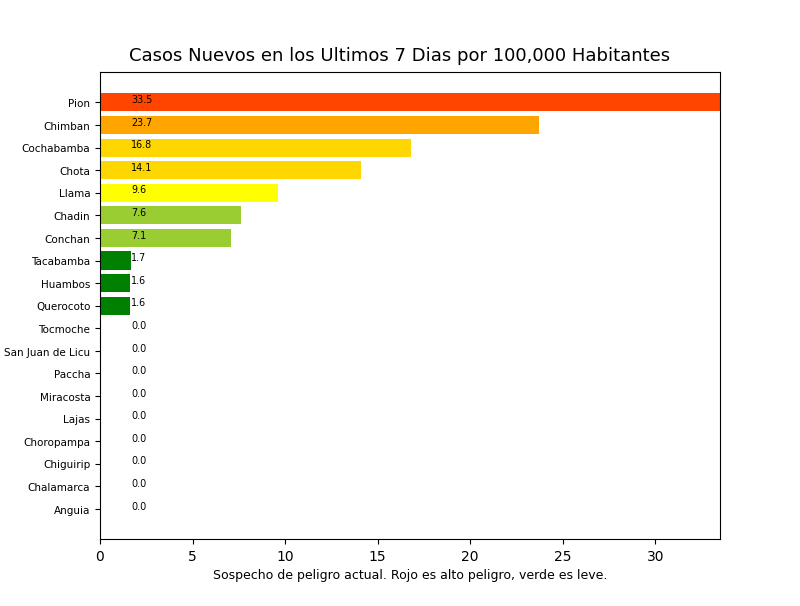 Casos Nuevos en los Ultimos 7 Dias por 100,000 Habitantes
Pion 33.5
Chimban 23.7
Cochabamba 16.8
Chota 14.1
Llama 9.6
Chadin 7.6
Conchan 7.1
Tacabamba 1.7
Huambos 1.6
Querocoto 1.6
Tocmoche 0.0
San Juan de Licu 0.0
Paccha 0.0
Miracosta 0.0
Lajas 0.0
Choropampa 0.0
Chiguirip 0.0
Chalamarca 0.0
Anguia 0.0
0 5 10 15 20 25 30
Sospecho de peligro actual. Rojo es alto peligro, verde es leve.